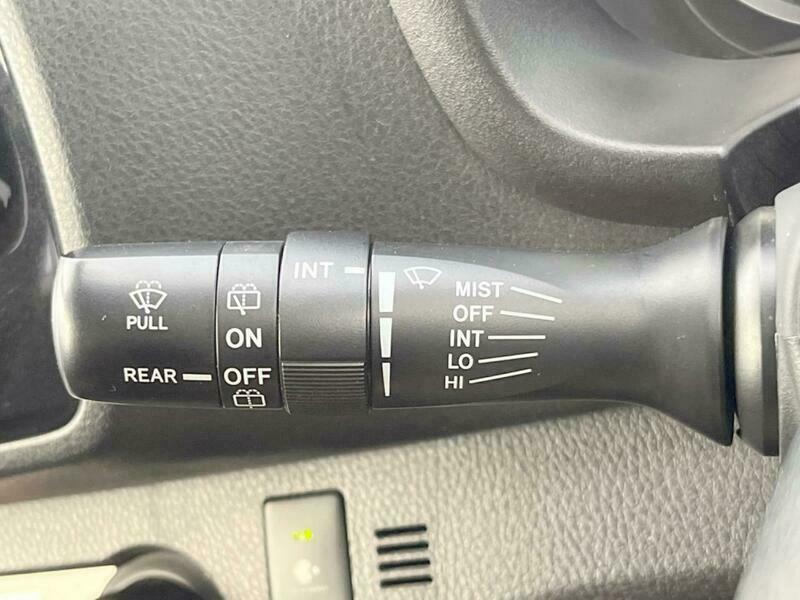 PULL
REAR
ON
OFF
INT
MIST
OFF
INT
LO
HI